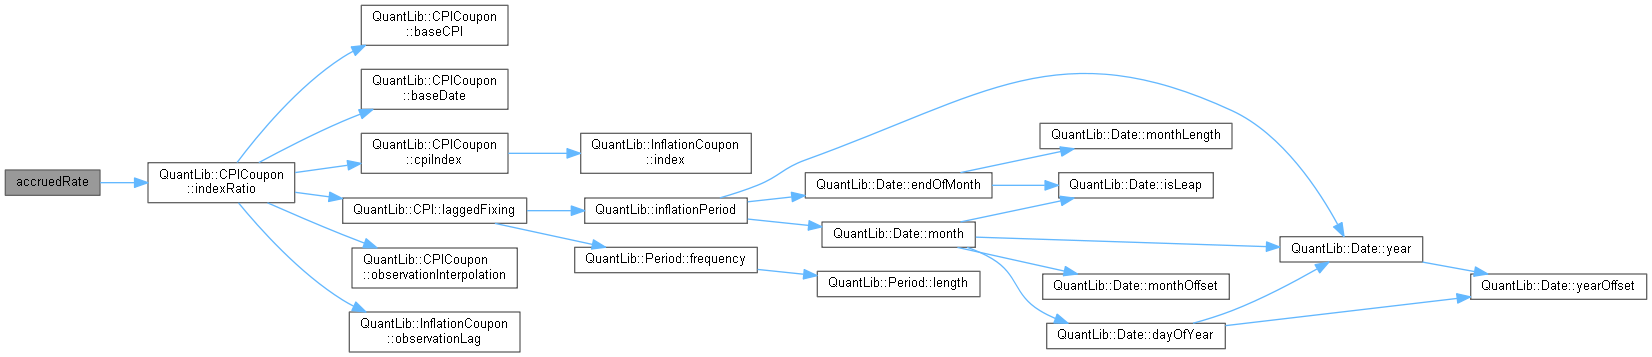 accruedRate
QuantLib::CPICoupon
::indexRatio
QuantLib::CPICoupon
::baseCPI
QuantLib::CPICoupon
::baseDate
QuantLib::CPICoupon
::cpiIndex
QuantLib::CPI::laggedFixing
QuantLib::CPICoupon
::observationInterpolation
QuantLib::InflationCoupon
::observationLag
QuantLib::InflationCoupon
::index
QuantLib::inflationPeriod
QuantLib::Period::frequency
QuantLib::Date::endOfMonth
QuantLib::Date::month
QuantLib::Period::length
QuantLib::Date::monthLength
QuantLib::Date::isLeap
QuantLib::Date::monthOffset
QuantLib::Date::dayOfYear
QuantLib::Date::year
QuantLib::Date::yearOffset